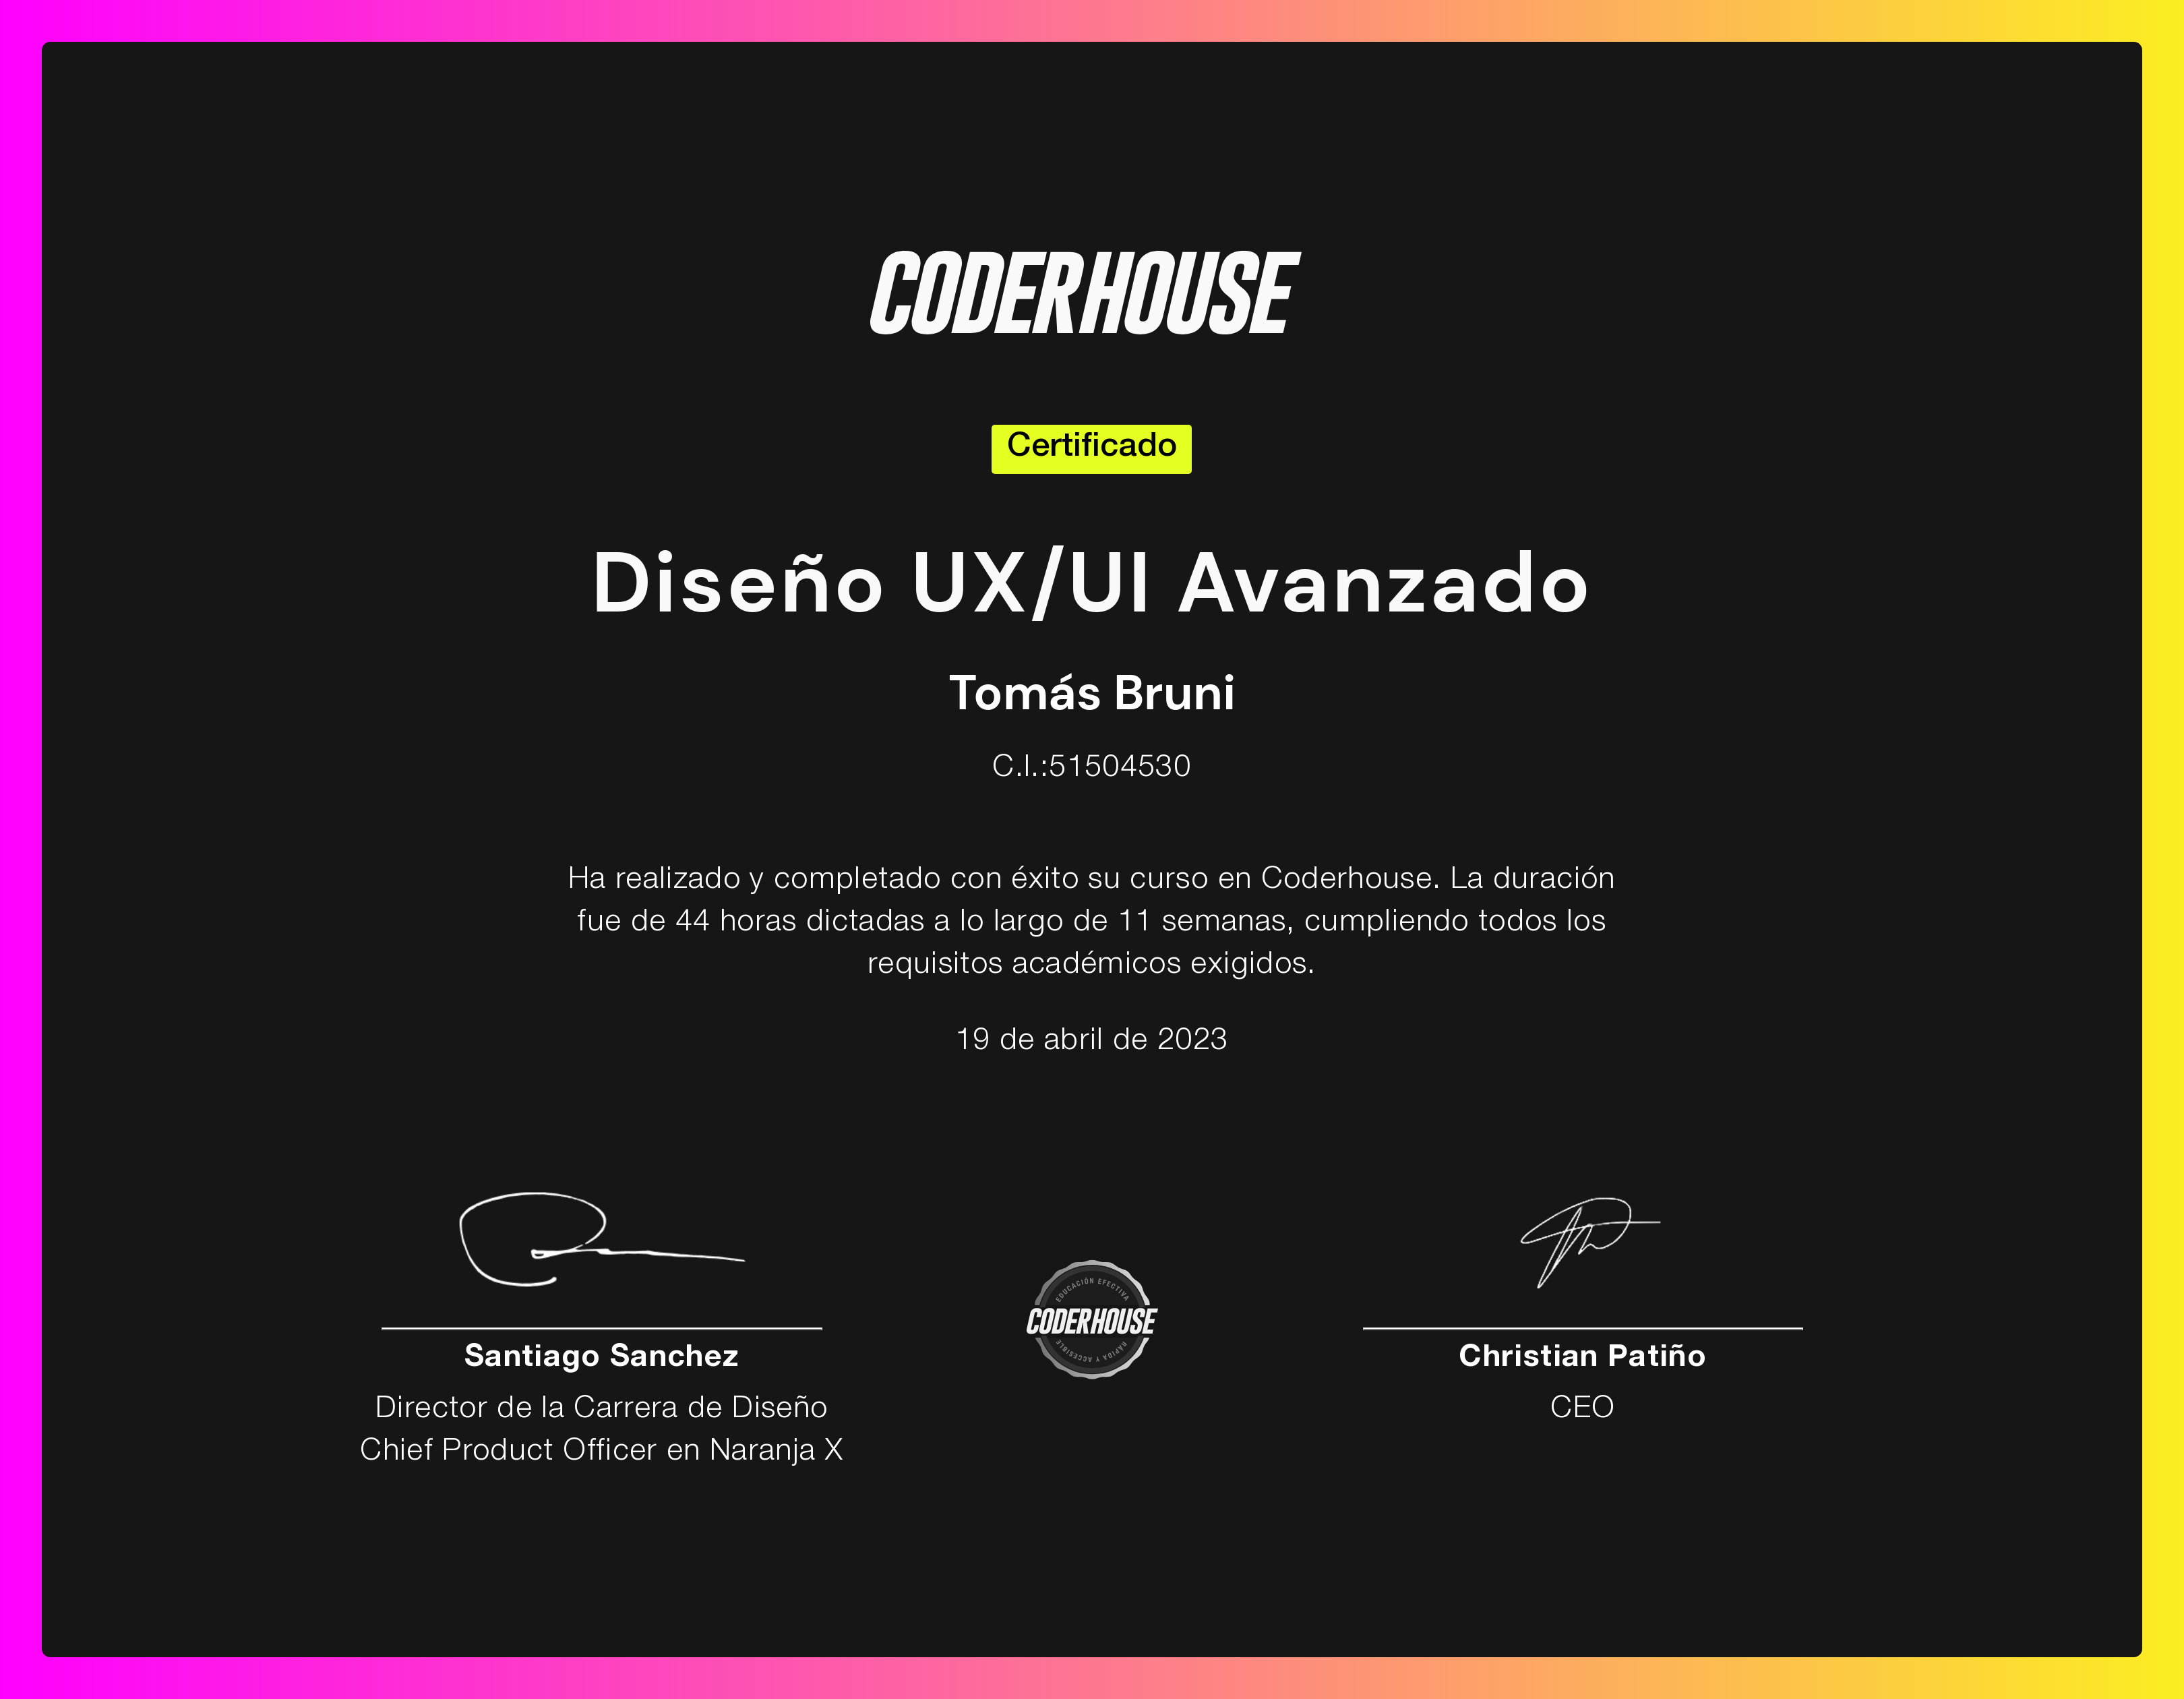 CODERHOUSE
Certificado
Diseño UX/UI Avanzado
Tomás Bruni
C.I.:51504530
Ha realizado y completado con éxito su curso en Coderhouse. La duración
fue de 44 horas dictadas a lo largo de 11 semanas, cumpliendo todos los
requisitos académicos exigidos.
19 de abril de 2023
Santiago Sanchez
Director de la Carrera de Diseño
Chief Product Officer en Naranja X
EDUCACIÓN EFECTIVA
CODERHOUSE
RÁPIDA Y ACCESIBLE
Christian Patiño
CEO